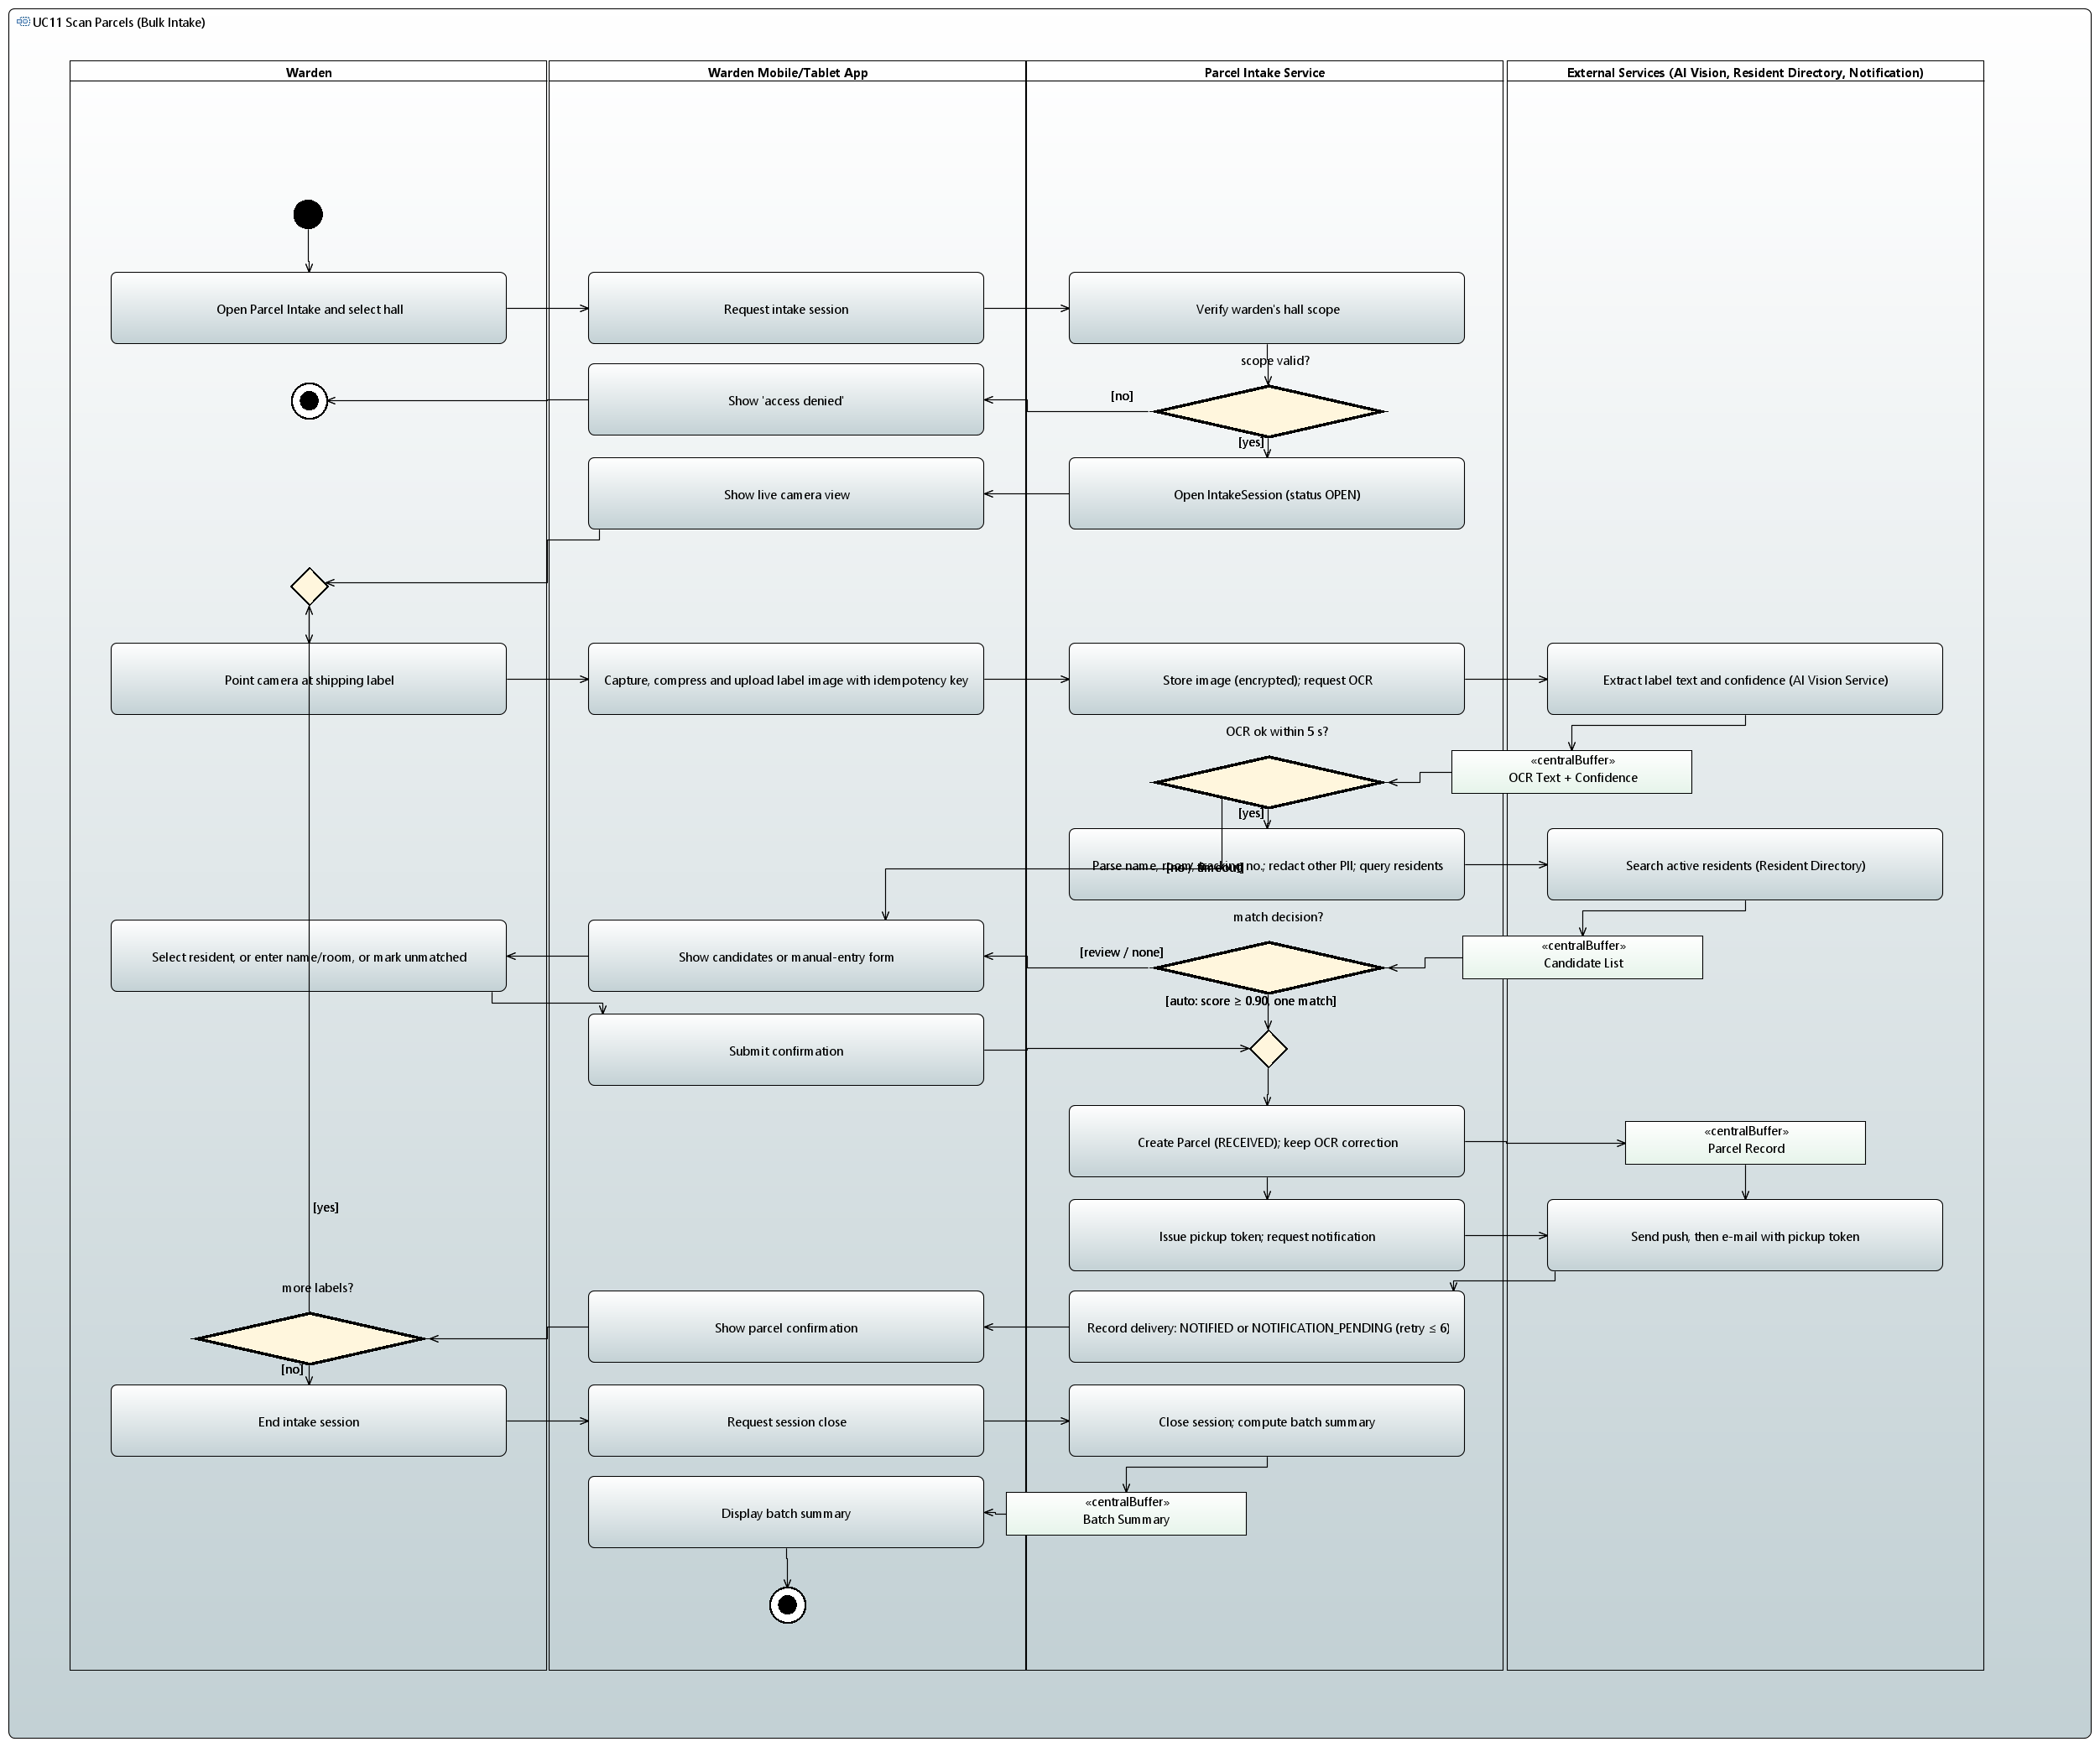 UC11 Scan Parcels (Bulk Intake)
Warden
Warden Mobile/Tablet App
Parcel Intake Service
External Services (AI Vision, Resident Directory, Notification)
Open Parcel Intake and select hall
Request intake session
Verify warden's hall scope
scope valid?
Show 'access denied'
[no]
[yes]
Show live camera view
Open IntakeSession (status OPEN)
Point camera at shipping label
Capture, compress and upload label image with idempotency key
Store image (encrypted); request OCR
Extract label text and confidence (AI Vision Service)
OCR ok within 5 s?
«centralBuffer»
OCR Text + Confidence
[yes]
Parse name, room, tracking no.; redact other PII; query residents
[no / timeout]
Search active residents (Resident Directory)
match decision?
Select resident, or enter name/room, or mark unmatched
Show candidates or manual-entry form
[review / none]
«centralBuffer»
Candidate List
[auto: score ≥ 0.90, one match]
Submit confirmation
Create Parcel (RECEIVED); keep OCR correction
«centralBuffer»
Parcel Record
[yes]
Issue pickup token; request notification
Send push, then e-mail with pickup token
more labels?
Show parcel confirmation
Record delivery: NOTIFIED or NOTIFICATION_PENDING (retry ≤ 6)
[no]
End intake session
Request session close
Close session; compute batch summary
Display batch summary
«centralBuffer»
Batch Summary